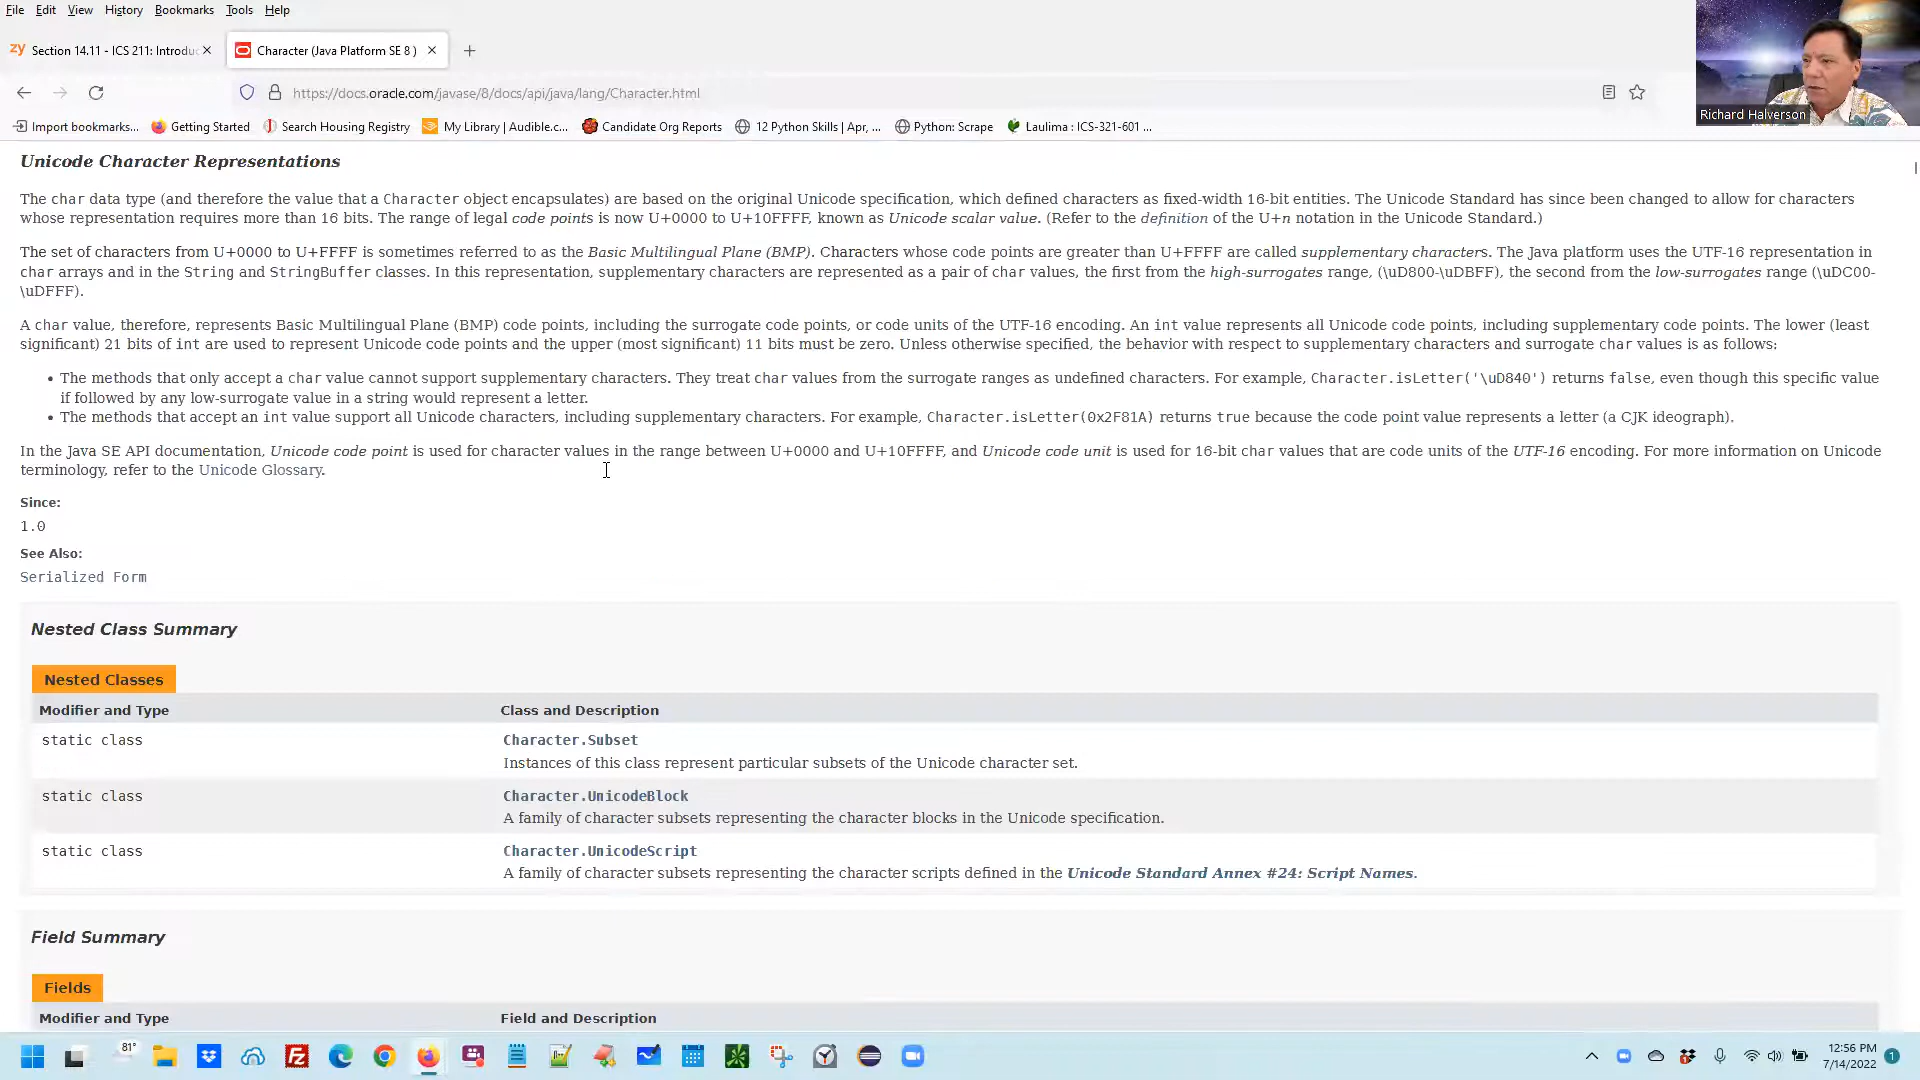 File Edit View History Bookmarks Tools Help
zy Section 14.11 - ICS 211: Introdu
Character (Java Platform SE 8 )
https://docs.oracle.com/javase/8/docs/api/java/lang/Character.html
Import bookmarks... Getting Started Search Housing Registry My Library | Audible.c... Candidate Org Reports 12 Python Skills | Apr, ... Python: Scrape Laulima : ICS-321-601 ...
Richard Halverson
Unicode Character Representations
The char data type (and therefore the value that a Character object encapsulates) are based on the original Unicode specification, which defined characters as fixed-width 16-bit entities. The Unicode Standard has since been changed to allow for characters
whose representation requires more than 16 bits. The range of legal code points is now U+0000 to U+10FFFF, known as Unicode scalar value. (Refer to the definition of the U+n notation in the Unicode Standard.)
The set of characters from U+0000 to U+FFFF is sometimes referred to as the Basic Multilingual Plane (BMP). Characters whose code points are greater than U+FFFF are called supplementary characters. The Java platform uses the UTF-16 representation in
char arrays and in the String and StringBuffer classes. In this representation, supplementary characters are represented as a pair of char values, the first from the high-surrogates range, (\uD800-\uDBFF), the second from the low-surrogates range (\uDC00-
\uDFFF).
A char value, therefore, represents Basic Multilingual Plane (BMP) code points, including the surrogate code points, or code units of the UTF-16 encoding. An int value represents all Unicode code points, including supplementary code points. The lower (least
significant) 21 bits of int are used to represent Unicode code points and the upper (most significant) 11 bits must be zero. Unless otherwise specified, the behavior with respect to supplementary characters and surrogate char values is as follows:
• The methods that only accept a char value cannot support supplementary characters. They treat char values from the surrogate ranges as undefined characters. For example, Character.isLetter('\uD840') returns false, even though this specific value
if followed by any low-surrogate value in a string would represent a letter.
• The methods that accept an int value support all Unicode characters, including supplementary characters. For example, Character.isLetter(0x2F81A) returns true because the code point value represents a letter (a CJK ideograph).
In the Java SE API documentation, Unicode code point is used for character values in the range between U+0000 and U+10FFFF, and Unicode code unit is used for 16-bit char values that are code units of the UTF-16 encoding. For more information on Unicode
terminology, refer to the Unicode Glossary.
Since:
1.0
See Also:
Serialized Form
Nested Class Summary
Nested Classes
Modifier and Type Class and Description
static class Character.Subset
Instances of this class represent particular subsets of the Unicode character set.
static class Character.UnicodeBlock
A family of character subsets representing the character blocks in the Unicode specification.
static class Character.UnicodeScript
A family of character subsets representing the character scripts defined in the Unicode Standard Annex #24: Script Names.
Field Summary
Fields
Modifier and Type Field and Description
81°
12:56 PM
7/14/2022
1